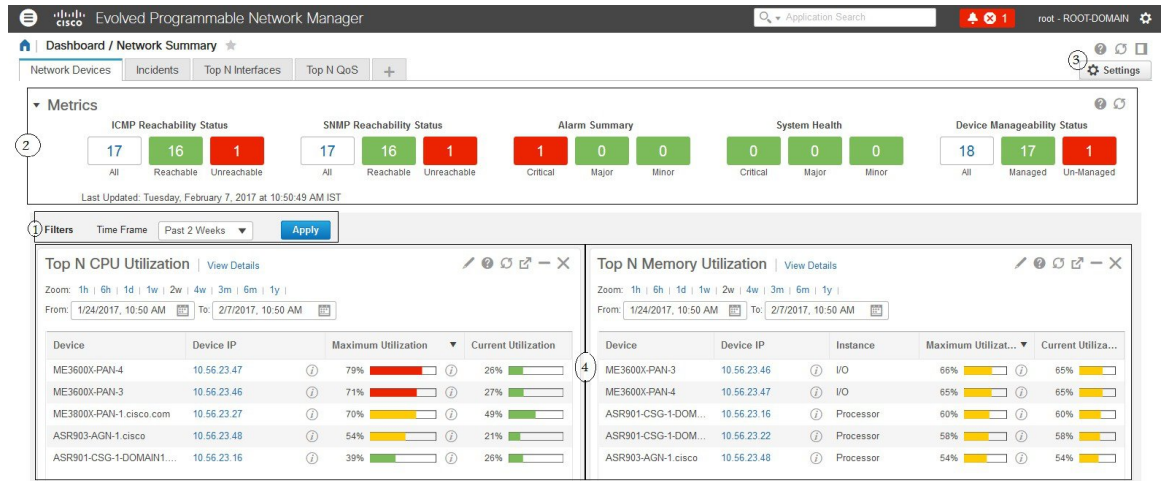 cisco Evolved Programmable Network Manager Application Search 1 root - ROOT-DOMAIN
Dashboard / Network Summary
Network Devices Incidents Top N Interfaces Top N QoS + 3 Settings
Metrics
2
ICMP Reachability Status SNMP Reachability Status Alarm Summary System Health Device Manageability Status
17 16 1 17 16 1 1 0 0 0 0 0 18 17 1
All Reachable Unreachable All Reachable Unreachable Critical Major Minor Critical Major Minor All Managed Un-Managed
Last Updated: Tuesday, February 7, 2017 at 10:50:49 AM IST
1 Filters Time Frame Past 2 Weeks Apply
Top N CPU Utilization | View Details
Zoom: 1h | 6h | 1d | 1w | 2w | 4w | 3m | 6m | 1y |
From: 1/24/2017, 10:50 AM To: 2/7/2017, 10:50 AM
Device Device IP Maximum Utilization Current Utilization
ME3600X-PAN-4 10.56.23.47 79% 26%
ME3600X-PAN-3 10.56.23.46 71% 27%
ME3800X-PAN-1.cisco.com 10.56.23.27 70% 49%
ASR903-AGN-1.cisco 10.56.23.48 54% 21%
ASR901-CSG-1-DOMAIN1.... 10.56.23.16 39% 26%
4
Top N Memory Utilization | View Details
Zoom: 1h | 6h | 1d | 1w | 2w | 4w | 3m | 6m | 1y |
From: 1/24/2017, 10:50 AM To: 2/7/2017, 10:50 AM
Device Device IP Instance Maximum Utilizat... Current Utiliza...
ME3600X-PAN-3 10.56.23.46 I/O 66% 65%
ME3600X-PAN-4 10.56.23.47 I/O 65% 65%
ASR901-CSG-1-DOM... 10.56.23.16 Processor 60% 60%
ASR901-CSG-1-DOM... 10.56.23.22 Processor 58% 58%
ASR903-AGN-1.cisco 10.56.23.48 Processor 54% 54%